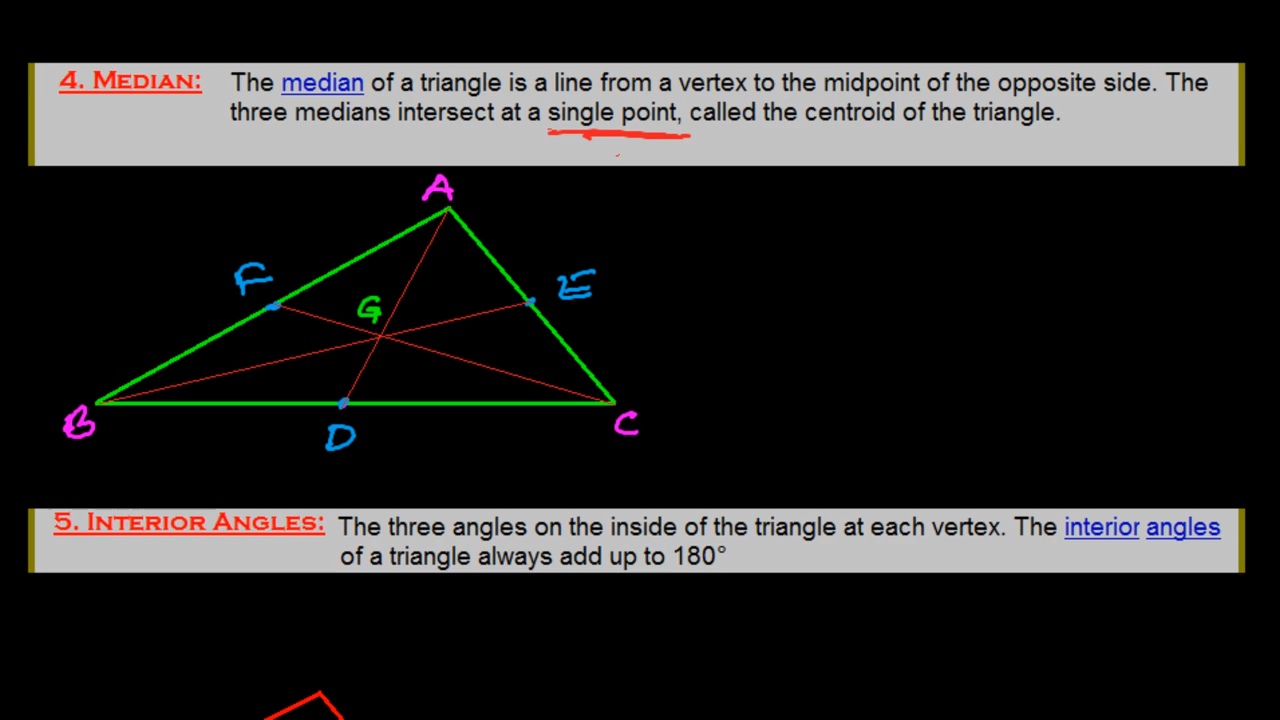 4. MEDIAN: The median of a triangle is a line from a vertex to the midpoint of the opposite side. The
three medians intersect at a single point, called the centroid of the triangle.
A
F
E
G
B
C
D
5. INTERIOR ANGLES: The three angles on the inside of the triangle at each vertex. The interior angles
of a triangle always add up to 180°